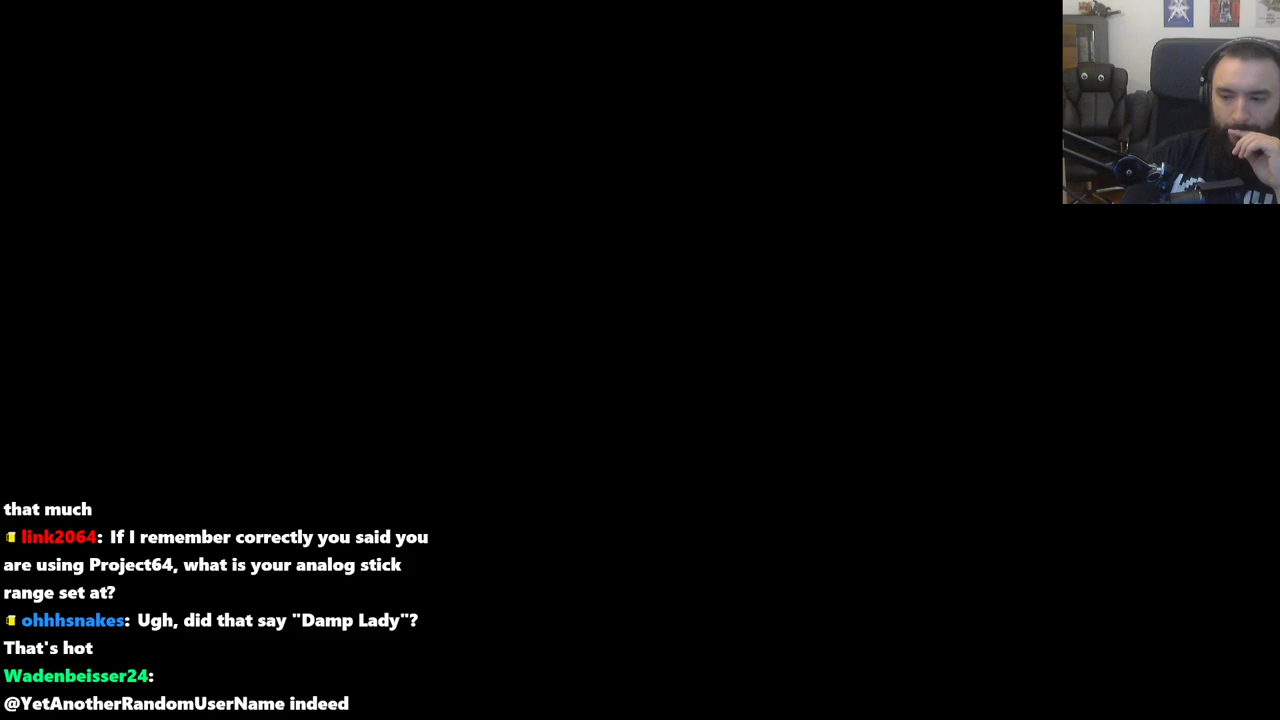 that much
link2064: If I remember correctly you said you
are using Project64, what is your analog stick
range set at?
ohhhsnakes: Ugh, did that say "Damp Lady"?
That's hot
Wadenbeisser24:
@YetAnotherRandomUserName indeed